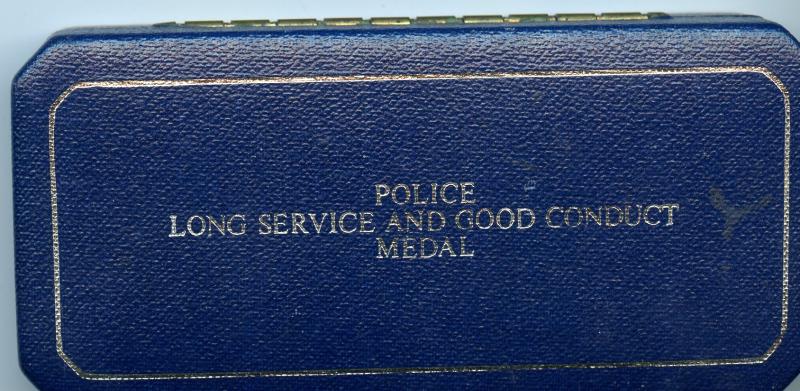 POLICE
LONG SERVICE AND GOOD CONDUCT
MEDAL